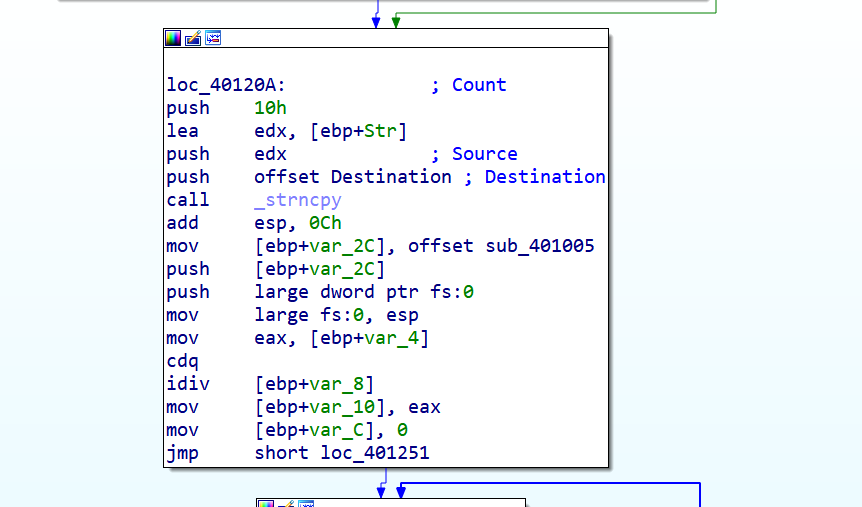 loc_40120A: ; Count
push 10h
lea edx, [ebp+Str]
push edx ; Source
push offset Destination ; Destination
call _strncpy
add esp, 0Ch
mov [ebp+var_2C], offset sub_401005
push [ebp+var_2C]
push large dword ptr fs:0
mov large fs:0, esp
mov eax, [ebp+var_4]
cdq
idiv [ebp+var_8]
mov [ebp+var_10], eax
mov [ebp+var_C], 0
jmp short loc_401251